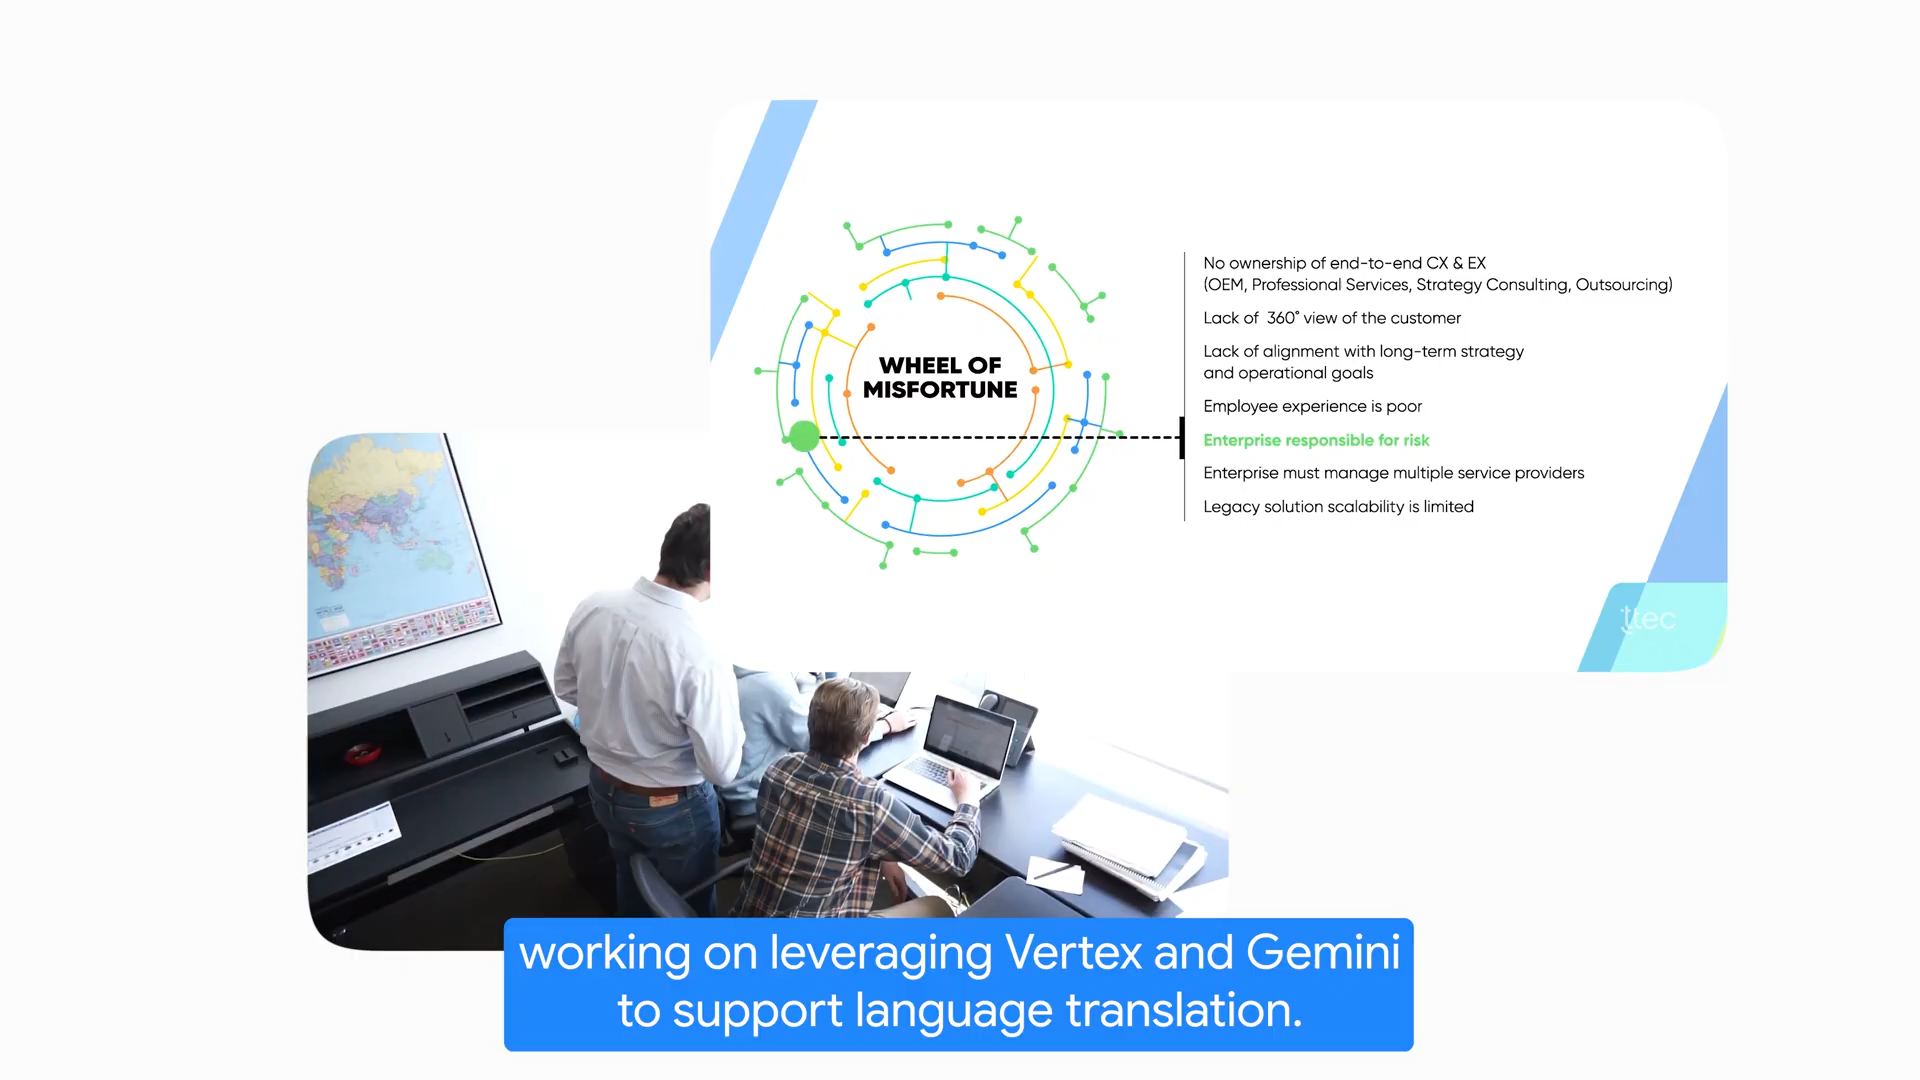 WHEEL OF
MISFORTUNE
No ownership of end-to-end CX & EX
(OEM, Professional Services, Strategy Consulting, Outsourcing)
Lack of 360° view of the customer
Lack of alignment with long-term strategy
and operational goals
Employee experience is poor
Enterprise responsible for risk
Enterprise must manage multiple service providers
Legacy solution scalability is limited
ttec
working on leveraging Vertex and Gemini
to support language translation.